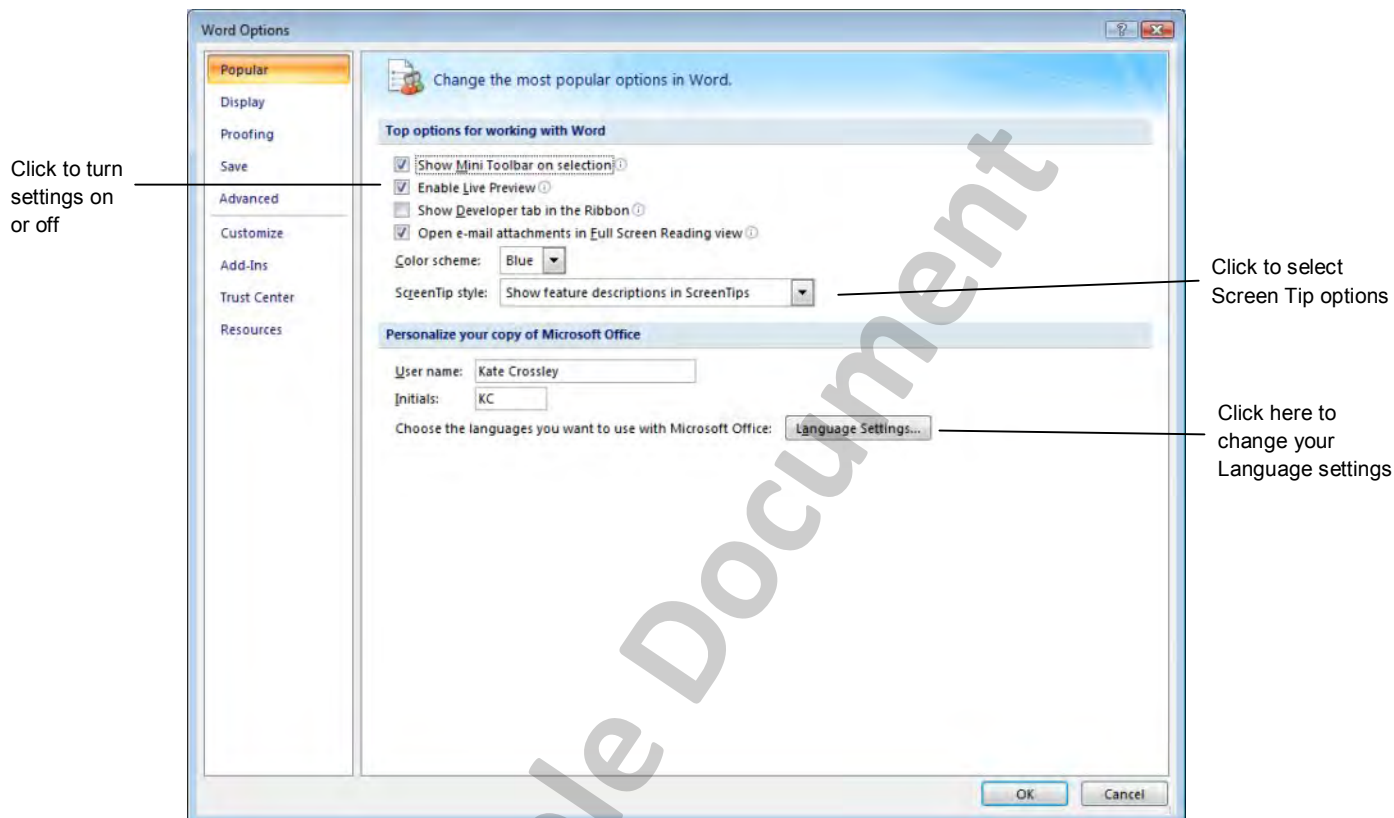 Word Options
Popular
Display
Proofing
Save
Advanced
Customize
Add-Ins
Trust Center
Resources
Change the most popular options in Word.
Top options for working with Word
Show Mini Toolbar on selection
Enable Live Preview
Show Developer tab in the Ribbon
Open e-mail attachments in Full Screen Reading view
Color scheme: Blue
ScreenTip style: Show feature descriptions in ScreenTips
Personalize your copy of Microsoft Office
User name: Kate Crossley
Initials: KC
Choose the languages you want to use with Microsoft Office: Language Settings...
OK Cancel
Click to turn
settings on
or off
Click to select
Screen Tip options
Click here to
change your
Language settings
le Document